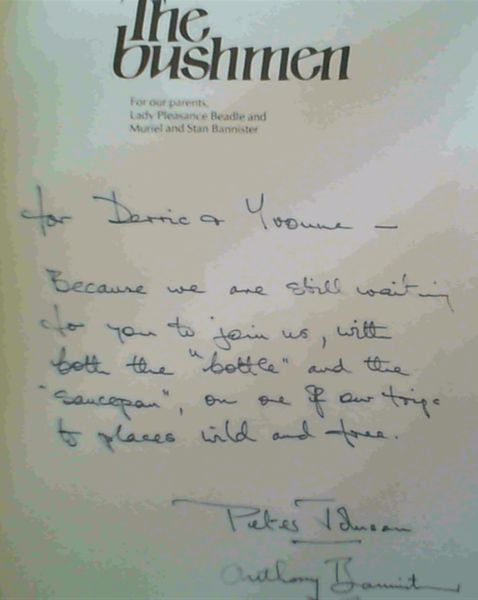 The
bushmen
For our parents,
Lady Pleasance Beadle and
Muriel and Stan Bannister
for Derric & Yvonne —
Because we are still waiting
for you to join us, with
both the "bottle" and the
"saucepan", on one of our trips
to places wild and free.
Peter Johnson
Anthony Bannister